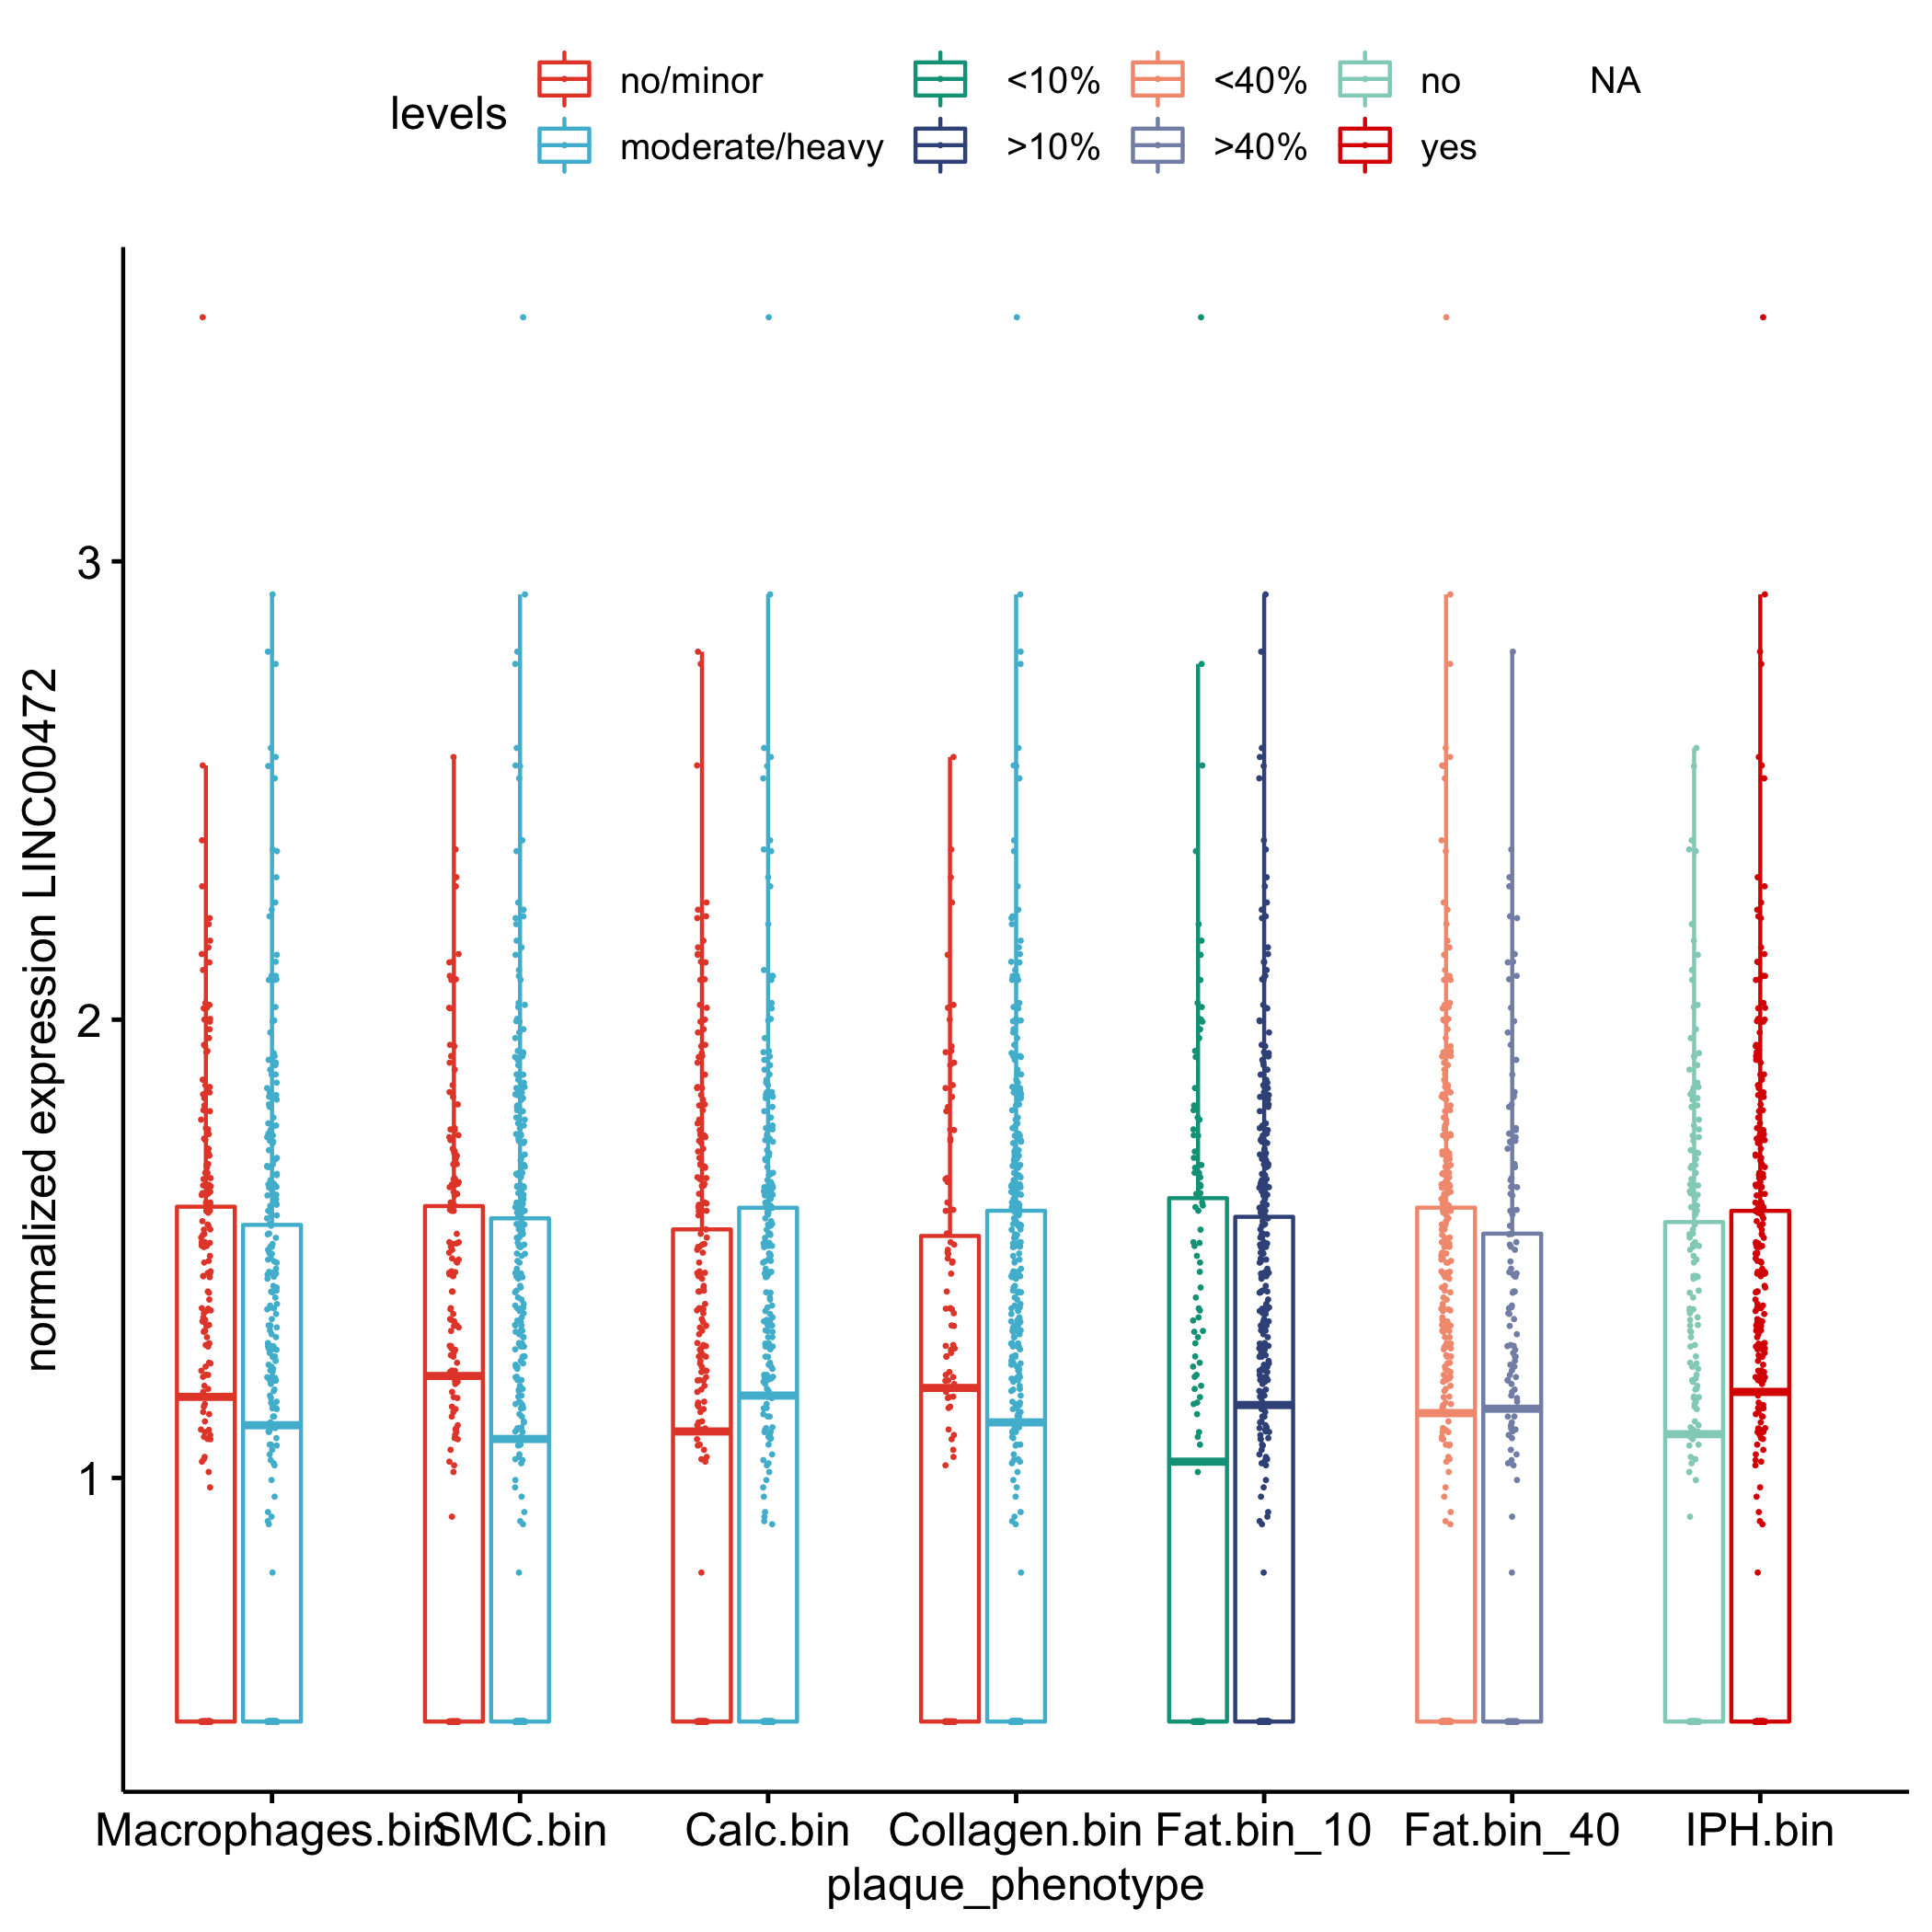 levels
no/minor <10% <40% no NA
moderate/heavy >10% >40% yes
normalized expression LINC00472
3
2
1
Macrophages.bin SMC.bin Calc.bin Collagen.bin Fat.bin_10 Fat.bin_40 IPH.bin
plaque_phenotype